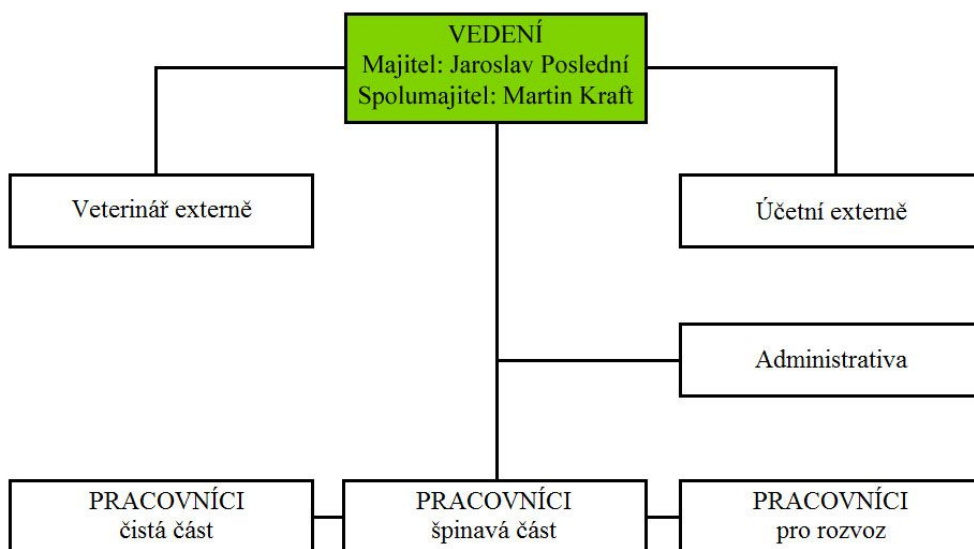 VEDENÍ
Majitel: Jaroslav Poslední
Spolumajitel: Martin Kraft
Veterinář externě
Účetní externě
Administrativa
PRACOVNÍCI
čistá část
PRACOVNÍCI
špinavá část
PRACOVNÍCI
pro rozvoz